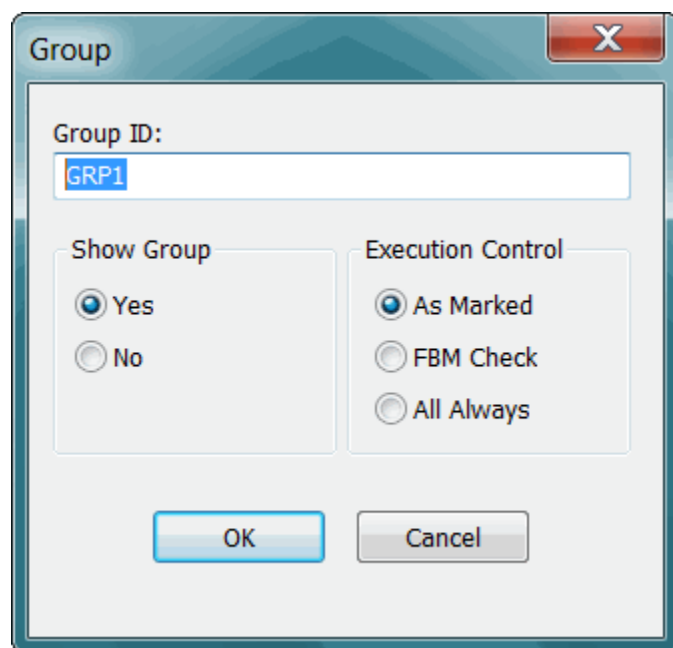 Group
Group ID:
GRP1
Show Group
Yes
No
Execution Control
As Marked
FBM Check
All Always
OK
Cancel